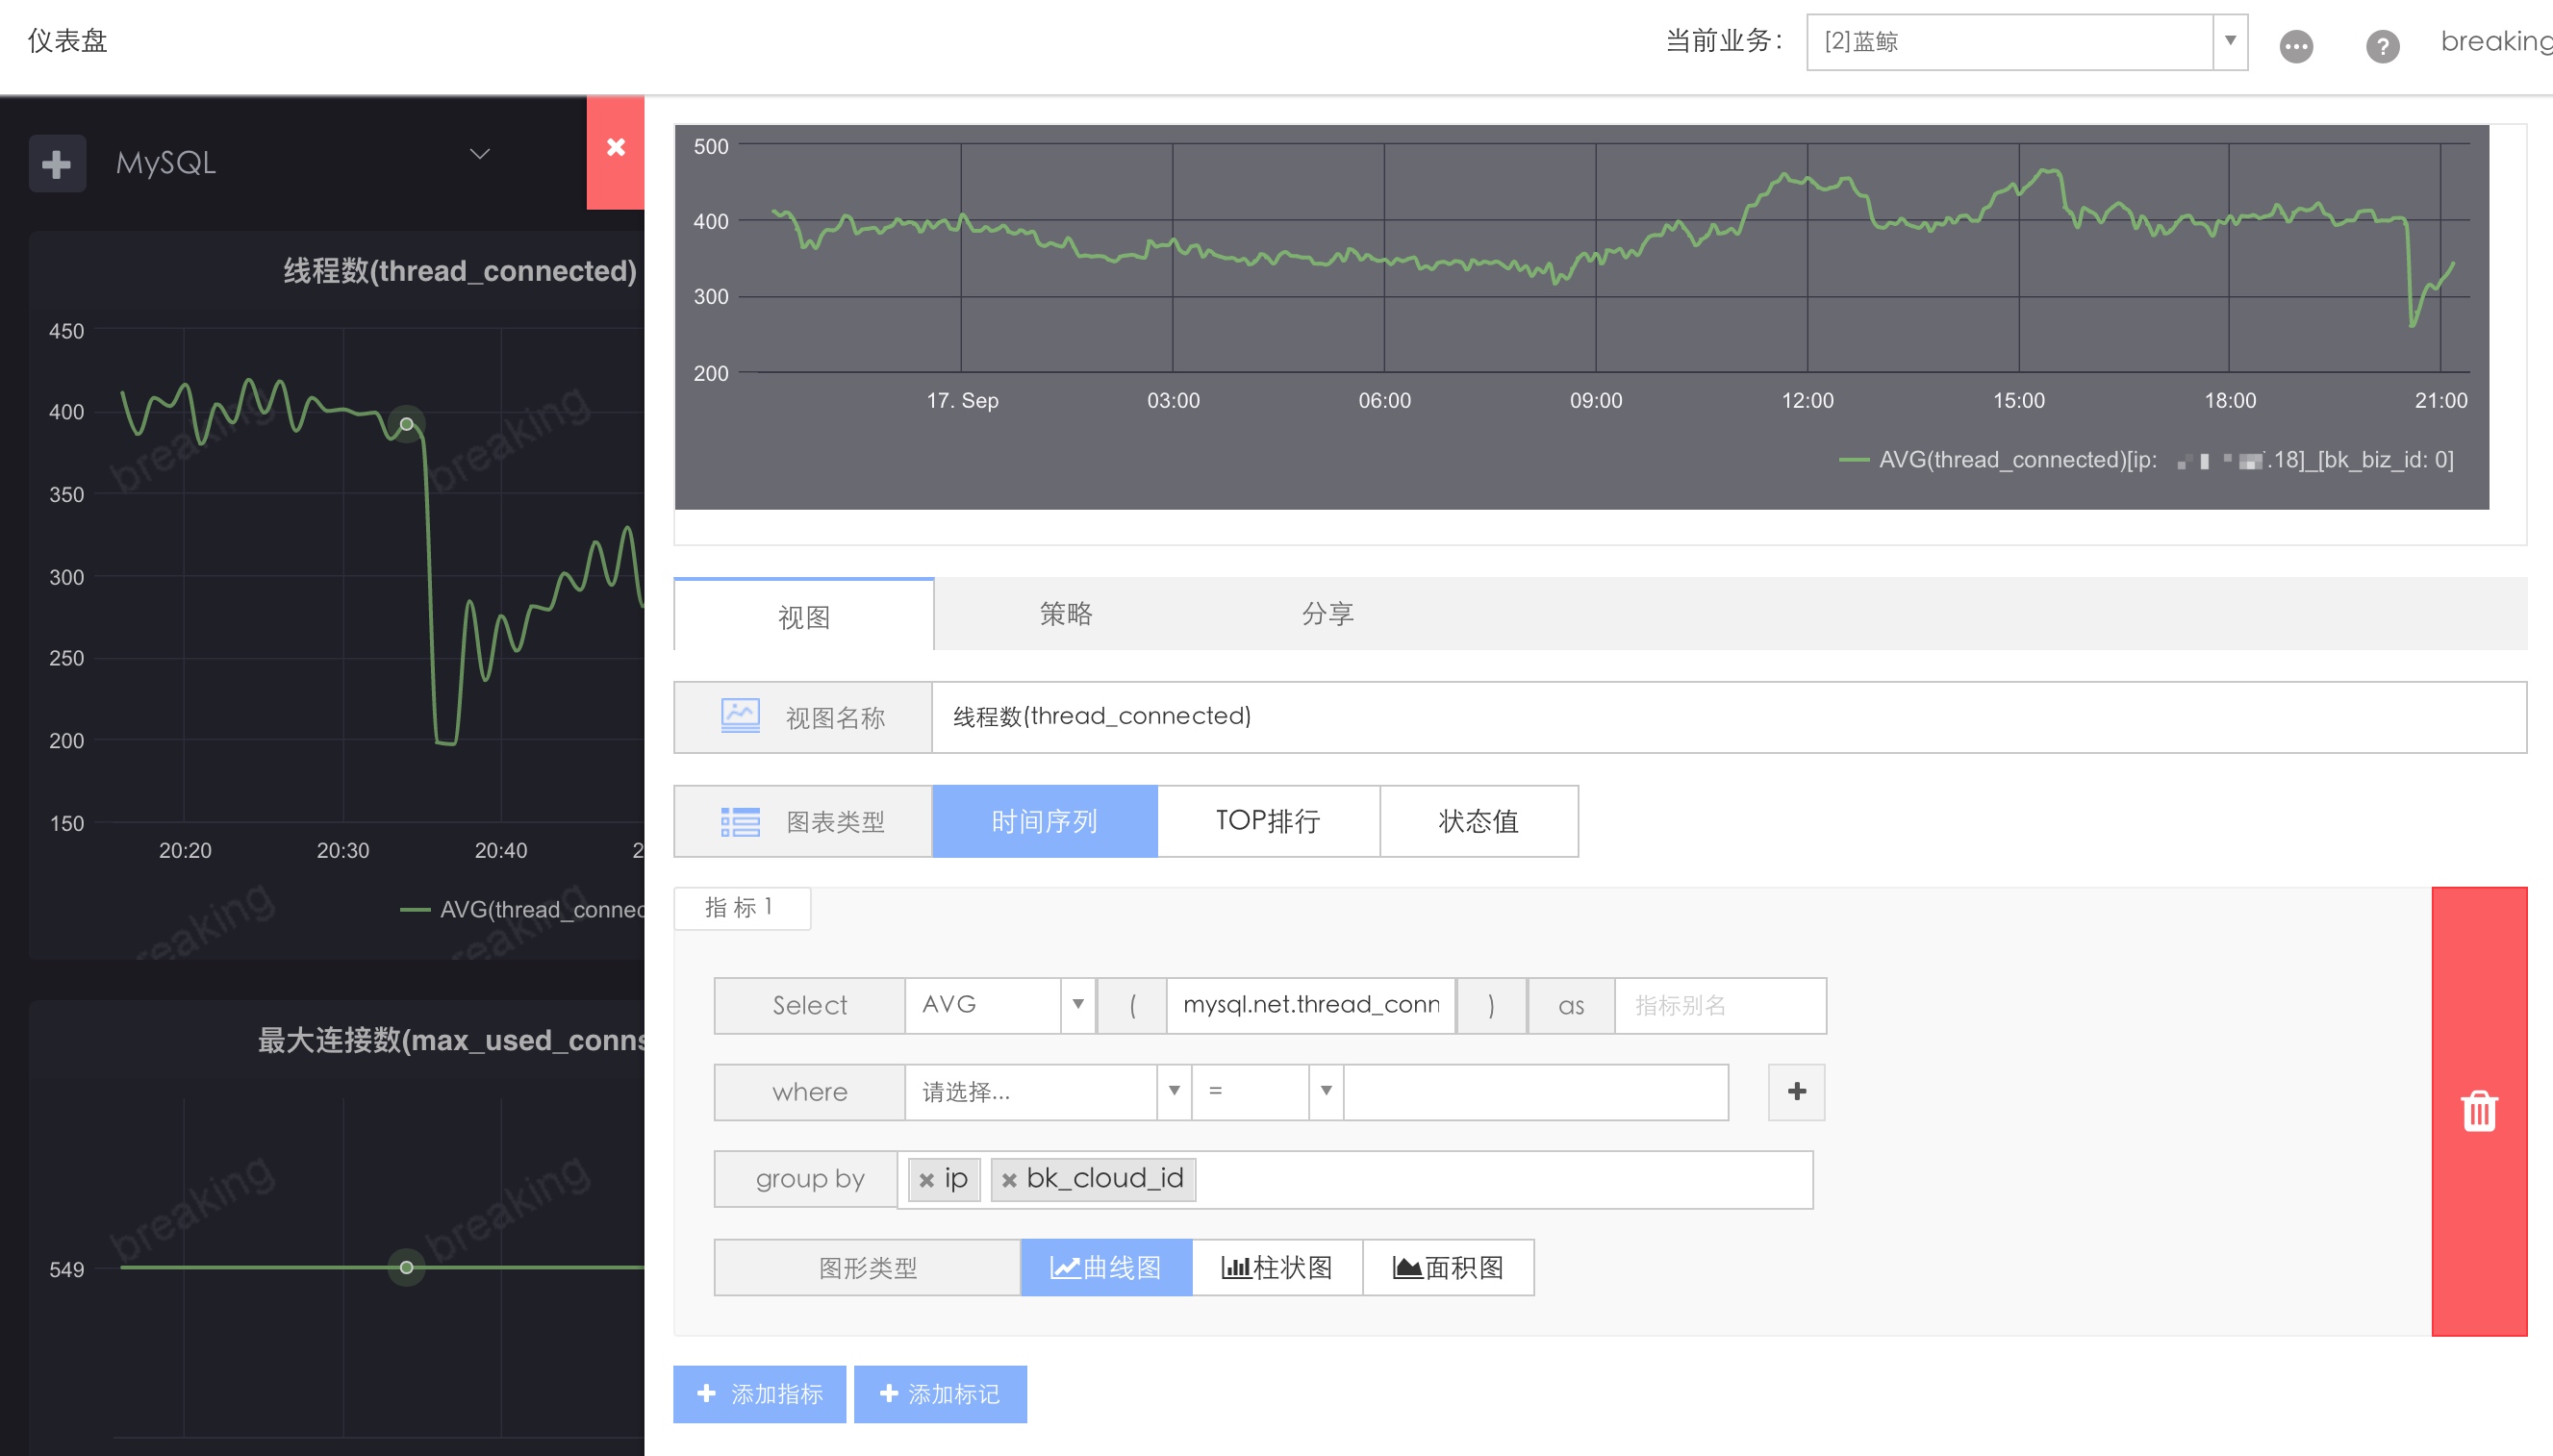 仪表盘
当前业务： [2]蓝鲸 breaking
MySQL
线程数(thread_connected)
450
400
350
300
250
200
150
20:20 20:30 20:40 2
AVG(thread_connec
breaking breaking
reaking reaking
最大连接数(max_used_conns
549
breaking breaking
500
400
300
200
17. Sep 03:00 06:00 09:00 12:00 15:00 18:00 21:00
AVG(thread_connected)[ip: .18]_[bk_biz_id: 0]
视图 策略 分享
视图名称 线程数(thread_connected)
图表类型 时间序列 TOP排行 状态值
指 标 1
Select AVG ( mysql.net.thread_conn ) as 指标别名
where 请选择... =
group by ip bk_cloud_id
图形类型 曲线图 柱状图 面积图
添加指标 添加标记